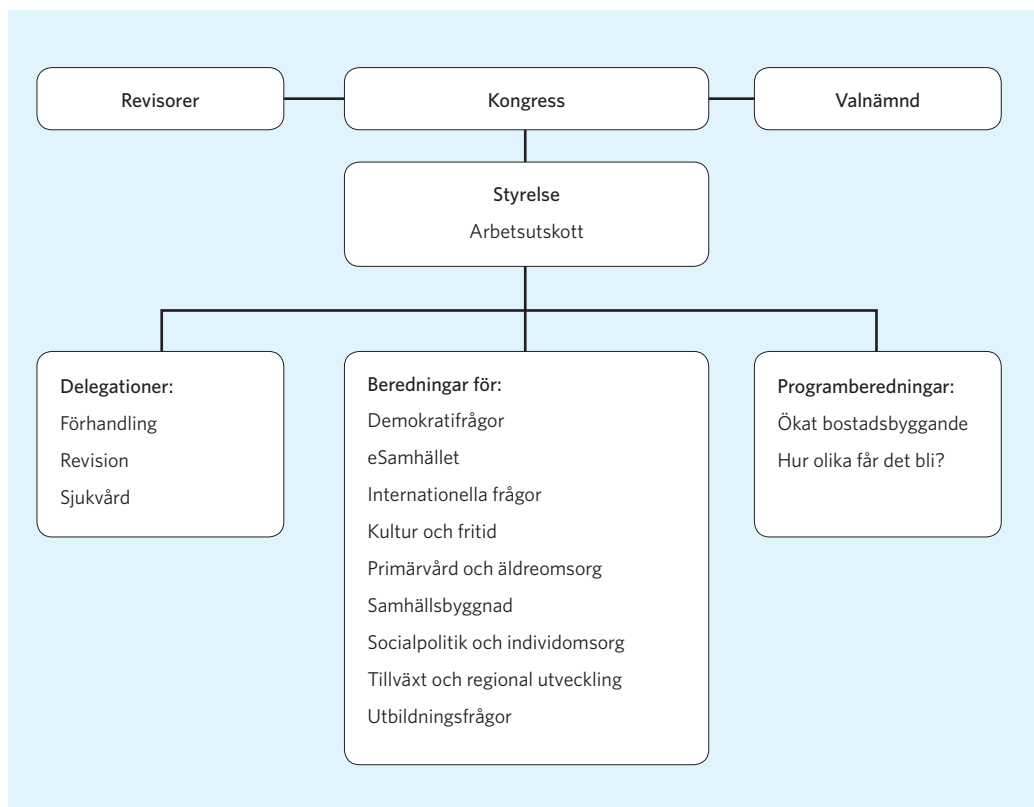 Revisorer
Kongress
Valnämnd
Styrelse
Arbetsutskott
Delegationer:
Förhandling
Revision
Sjukvård
Beredningar för:
Demokratifrågor
eSamhället
Internationella frågor
Kultur och fritid
Primärvård och äldreomsorg
Samhällsbyggnad
Socialpolitik och individomsorg
Tillväxt och regional utveckling
Utbildningsfrågor
Programberedningar:
Ökat bostadsbyggande
Hur olika får det bli?